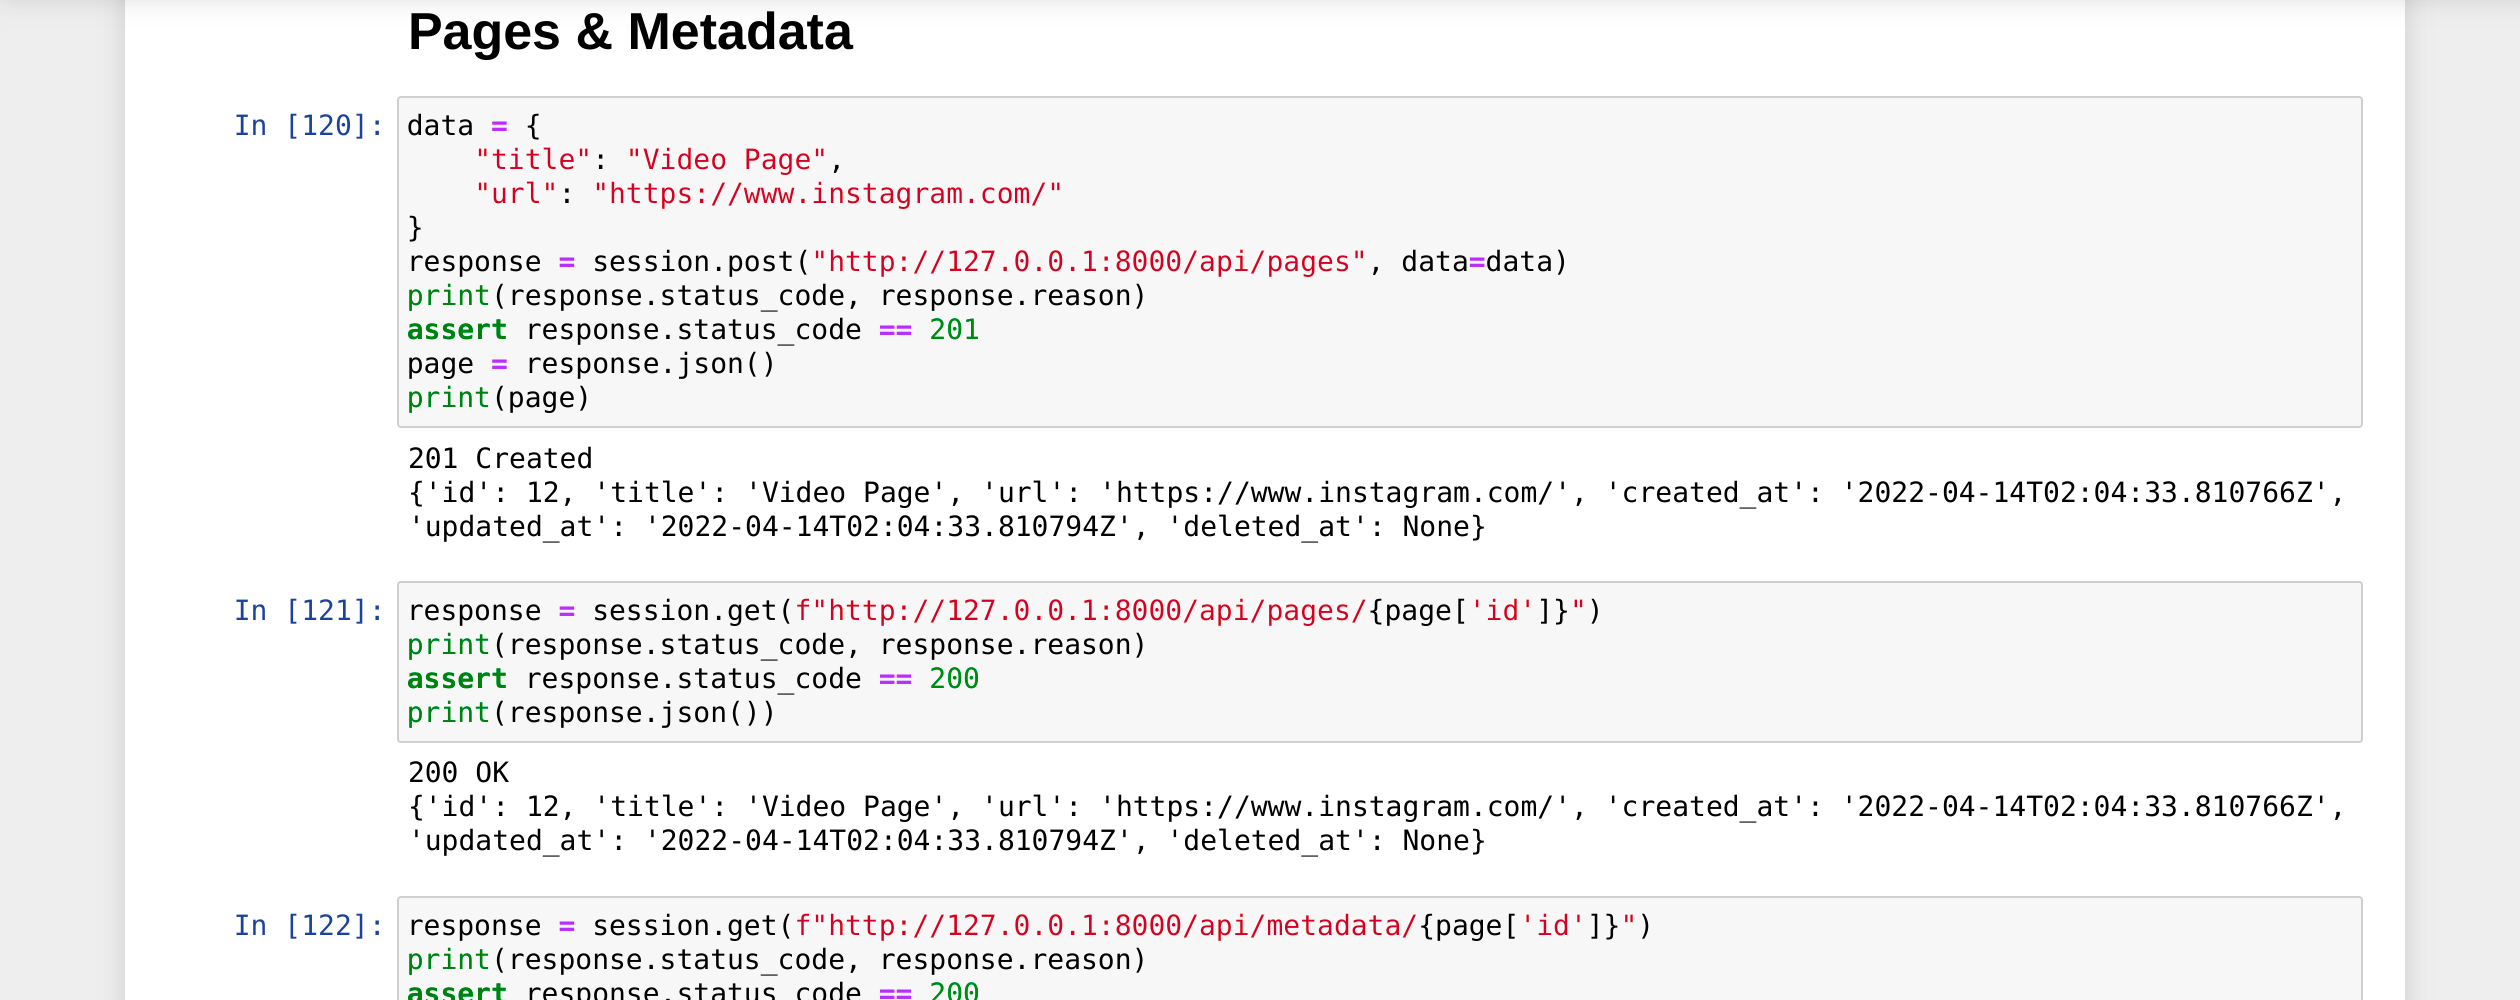 Pages & Metadata
In [120]:
data = {
    "title": "Video Page",
    "url": "https://www.instagram.com/"
}
response = session.post("http://127.0.0.1:8000/api/pages", data=data)
print(response.status_code, response.reason)
assert response.status_code == 201
page = response.json()
print(page)
201 Created
{'id': 12, 'title': 'Video Page', 'url': 'https://www.instagram.com/', 'created_at': '2022-04-14T02:04:33.810766Z',
'updated_at': '2022-04-14T02:04:33.810794Z', 'deleted_at': None}
In [121]:
response = session.get(f"http://127.0.0.1:8000/api/pages/{page['id']}")
print(response.status_code, response.reason)
assert response.status_code == 200
print(response.json())
200 OK
{'id': 12, 'title': 'Video Page', 'url': 'https://www.instagram.com/', 'created_at': '2022-04-14T02:04:33.810766Z',
'updated_at': '2022-04-14T02:04:33.810794Z', 'deleted_at': None}
In [122]:
response = session.get(f"http://127.0.0.1:8000/api/metadata/{page['id']}")
print(response.status_code, response.reason)
assert response.status_code == 200